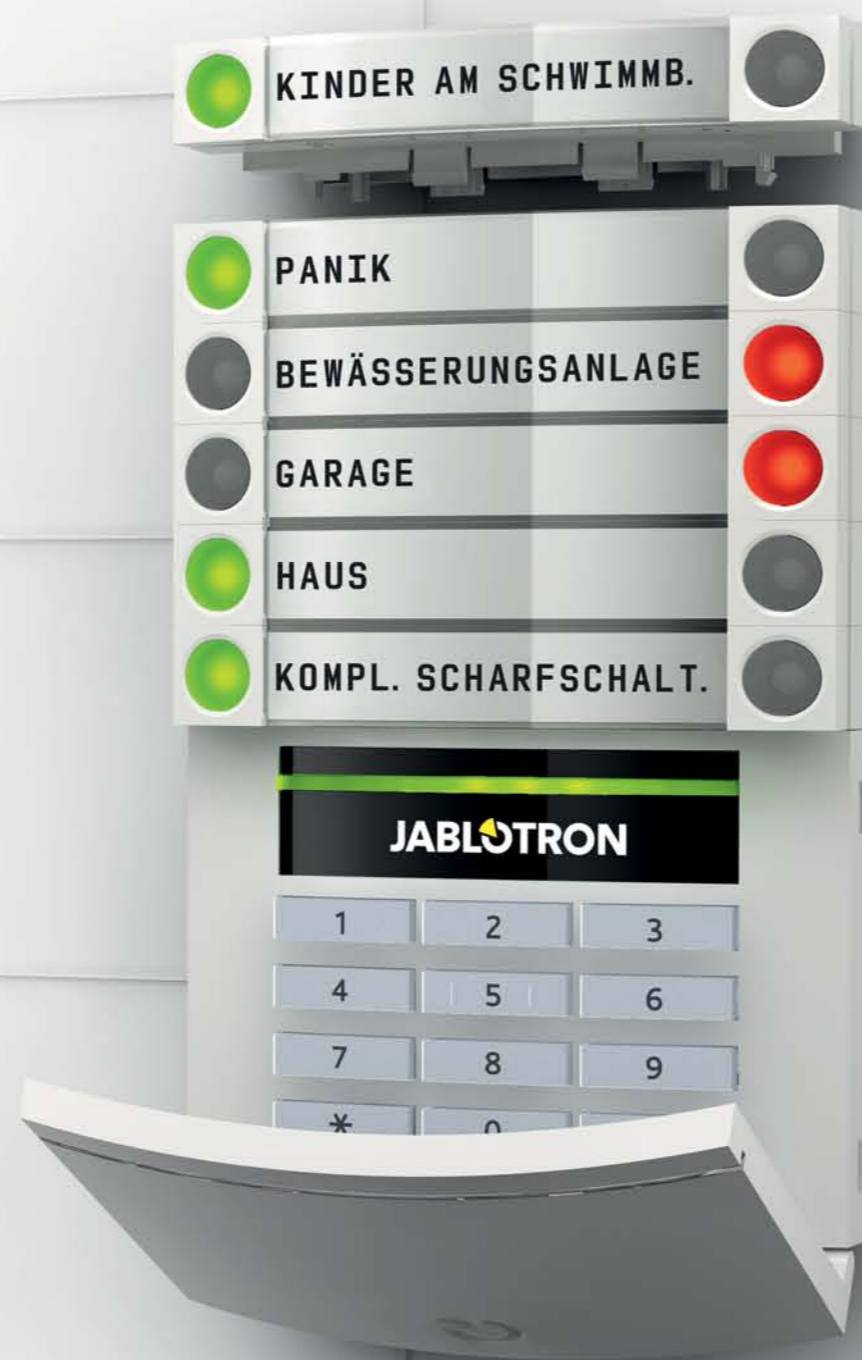 KINDER AM SCHWIMMB.
PANIK
BEWÄSSERUNGSANLAGE
GARAGE
HAUS
KOMPL. SCHARFSCHALT.
JABLOTRON
1 2 3
4 5 6
7 8 9
* 0